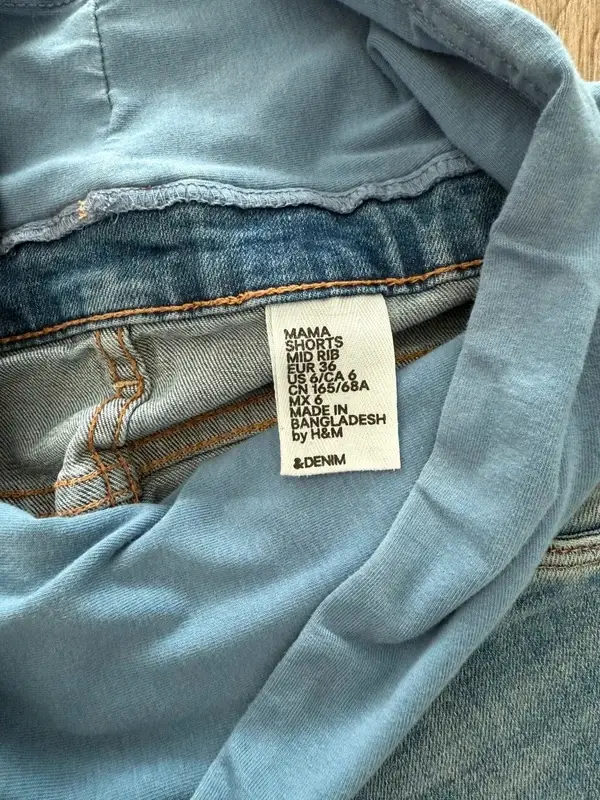 MAMA
SHORTS
MID RIB
EUR 36
US 6/CA 6
CN 165/68A
MX 6
MADE IN
BANGLADESH
by H&M
&DENIM